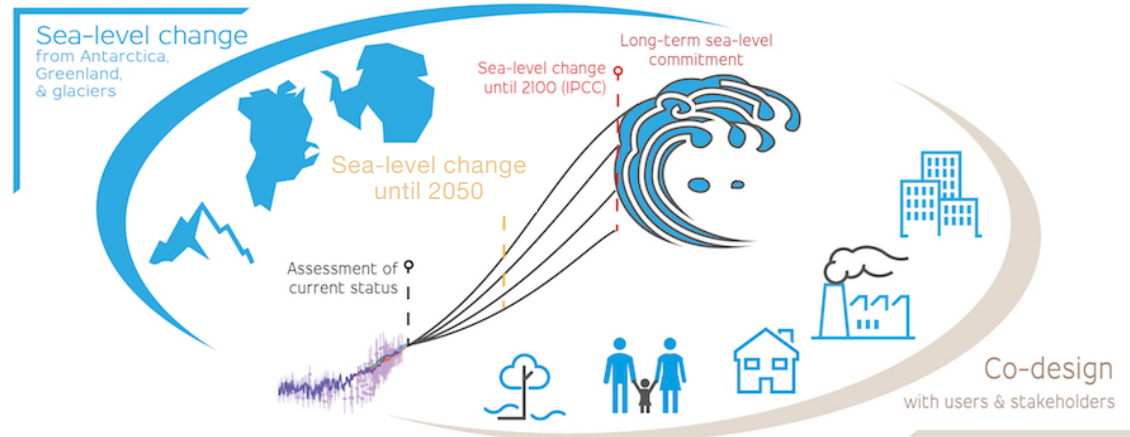 Sea-level change
from Antarctica,
Greenland,
& glaciers
Long-term sea-level
commitment
Sea-level change
until 2100 (IPCC)
Sea-level change
until 2050
Assessment of
current status
Co-design
with users & stakeholders